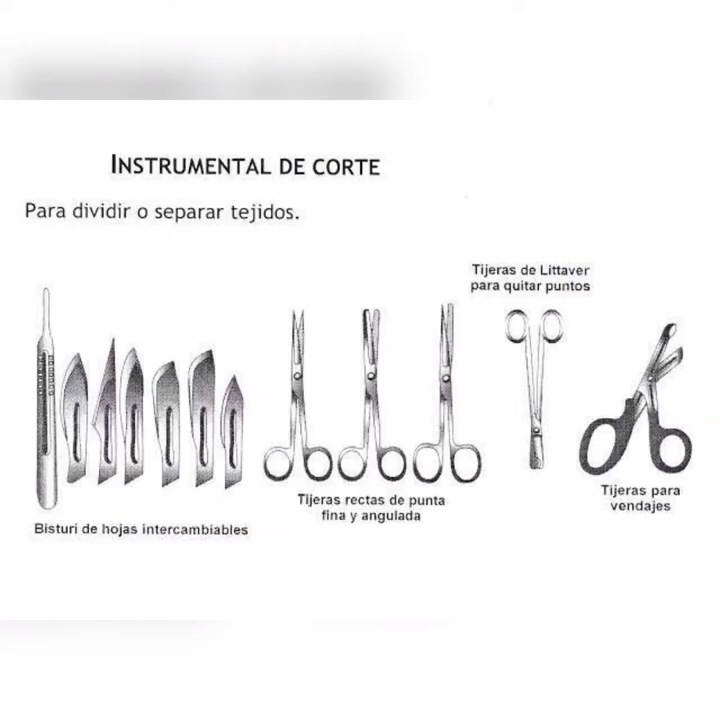 INSTRUMENTAL DE CORTE
Para dividir o separar tejidos.
Tijeras de Littaver
para quitar puntos
Bisturí de hojas intercambiables
Tijeras rectas de punta
fina y angulada
Tijeras para
vendajes